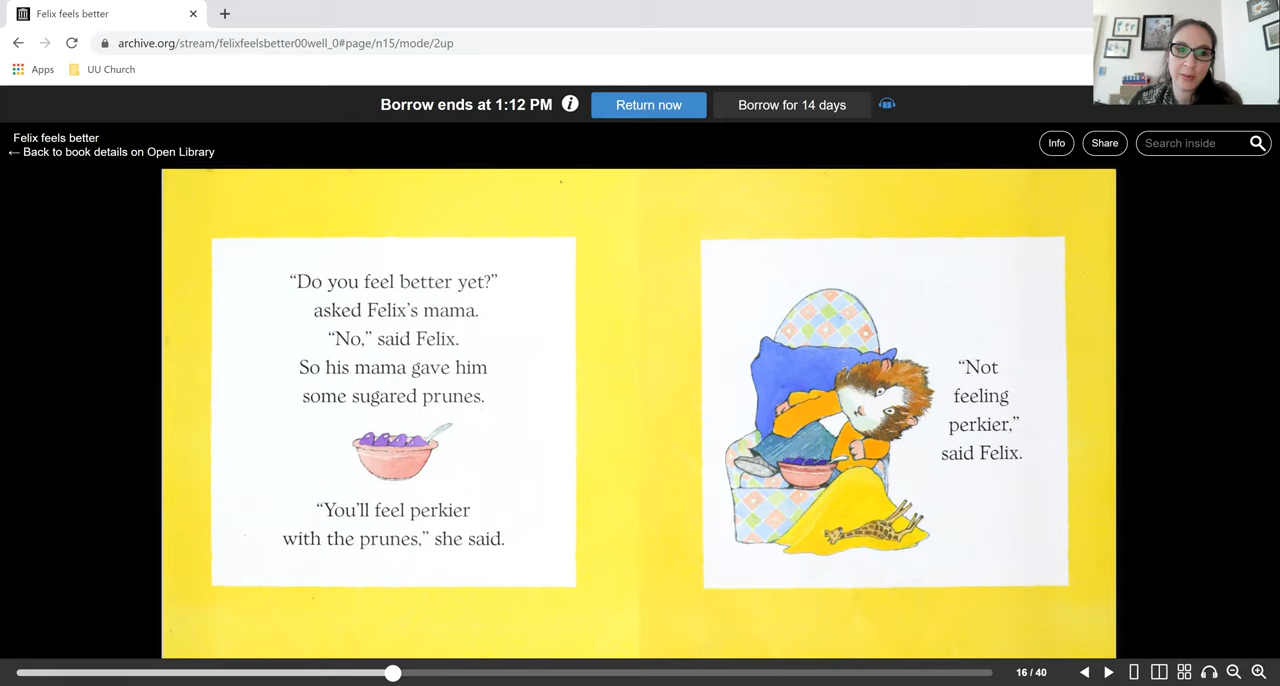 Felix feels better
archive.org/stream/felixfeelsbetter00well_0#page/n15/mode/2up
Apps UU Church
Borrow ends at 1:12 PM i Return now Borrow for 14 days
Felix feels better
← Back to book details on Open Library
Info Share Search inside
“Do you feel better yet?”
asked Felix’s mama.
“No,” said Felix.
So his mama gave him
some sugared prunes.
“You’ll feel perkier
with the prunes,” she said.
“Not
feeling
perkier,”
said Felix.
16 / 40